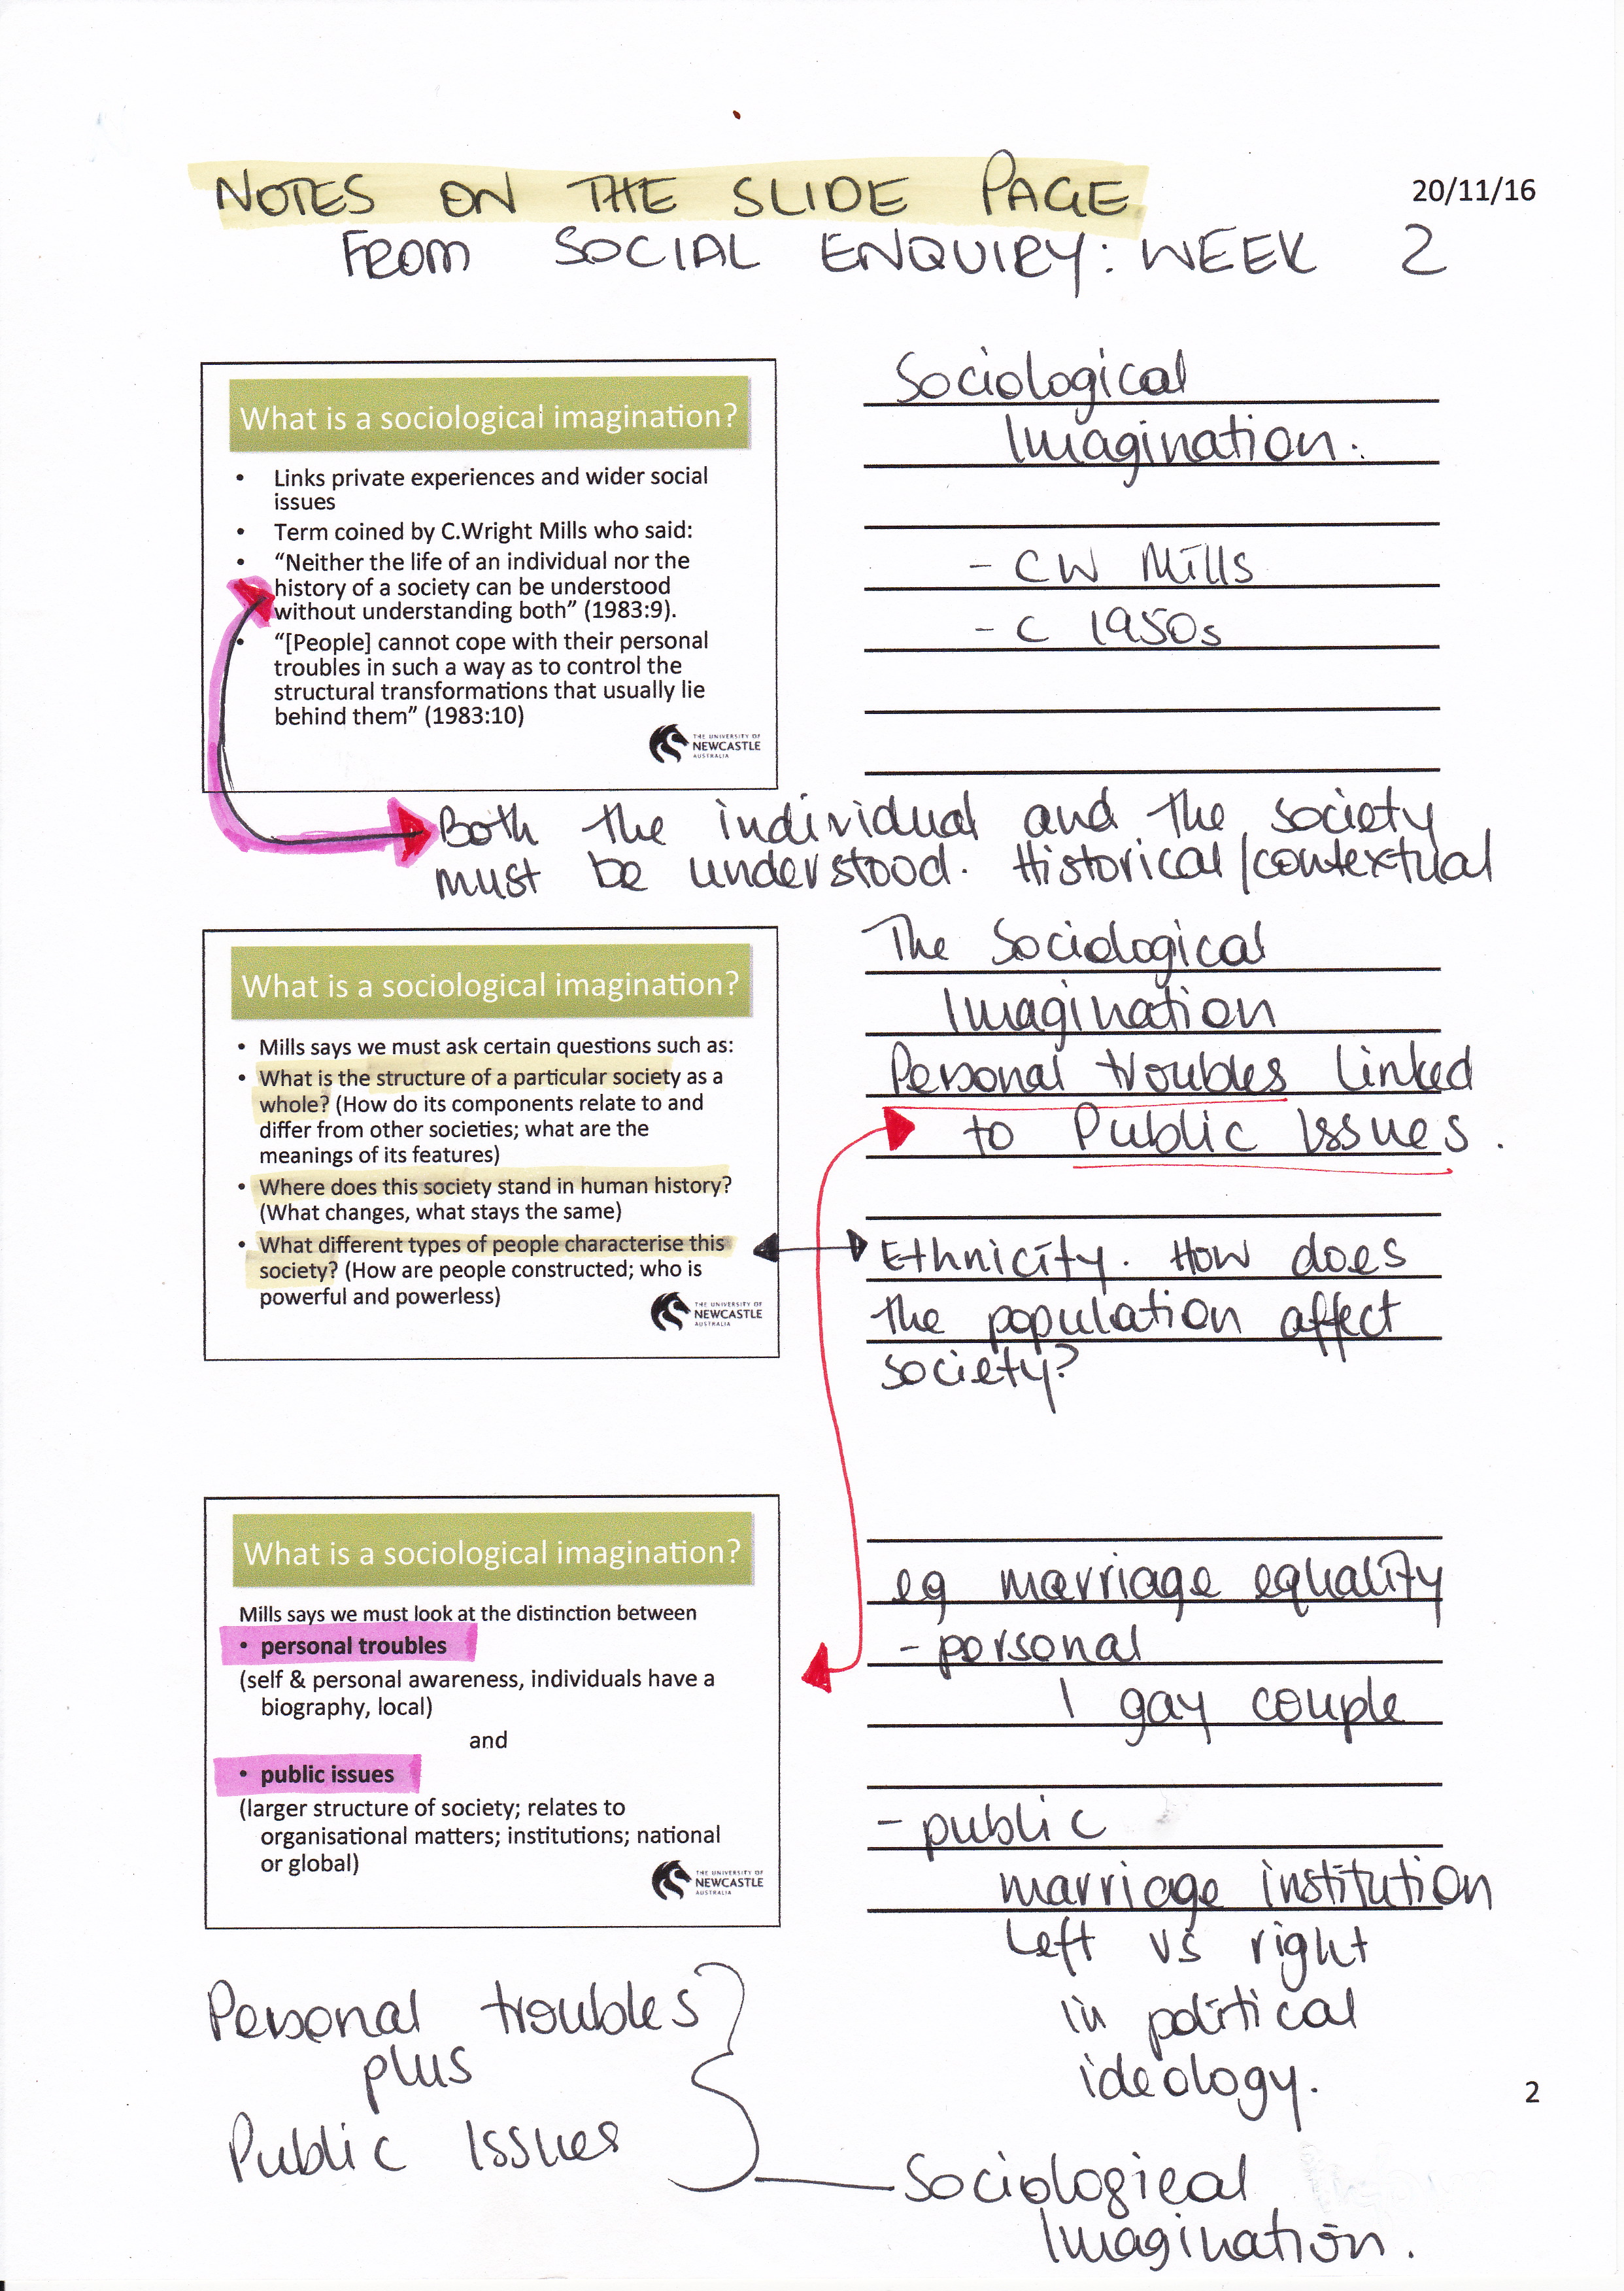 NOTES ON THE SLIDE PAGE
20/11/16
FROM SOCIAL ENQUIRY: WEEK 2
What is a sociological imagination?
• Links private experiences and wider social
issues
• Term coined by C.Wright Mills who said:
• “Neither the life of an individual nor the
history of a society can be understood
without understanding both” (1983:9).
• “[People] cannot cope with their personal
troubles in such a way as to control the
structural transformations that usually lie
behind them” (1983:10)
THE UNIVERSITY OF
NEWCASTLE
AUSTRALIA
Sociological
Imagination.
- CW Mills
- C 1950s
Both the individual and the society
must be understood. Historical/contextual
What is a sociological imagination?
• Mills says we must ask certain questions such as:
• What is the structure of a particular society as a
whole? (How do its components relate to and
differ from other societies; what are the
meanings of its features)
• Where does this society stand in human history?
(What changes, what stays the same)
• What different types of people characterise this
society? (How are people constructed; who is
powerful and powerless)
THE UNIVERSITY OF
NEWCASTLE
AUSTRALIA
The Sociological
Imagination
Personal troubles linked
to Public Issues.
Ethnicity. How does
the population affect
society?
What is a sociological imagination?
Mills says we must look at the distinction between
• personal troubles
(self & personal awareness, individuals have a
biography, local)
and
• public issues
(larger structure of society; relates to
organisational matters; institutions; national
or global)
THE UNIVERSITY OF
NEWCASTLE
AUSTRALIA
eg marriage equality
- personal
1 gay couple
- public
marriage institution
Left vs right
in political
ideology.
Personal troubles
plus
Public Issues
2
Sociological
Imagination.